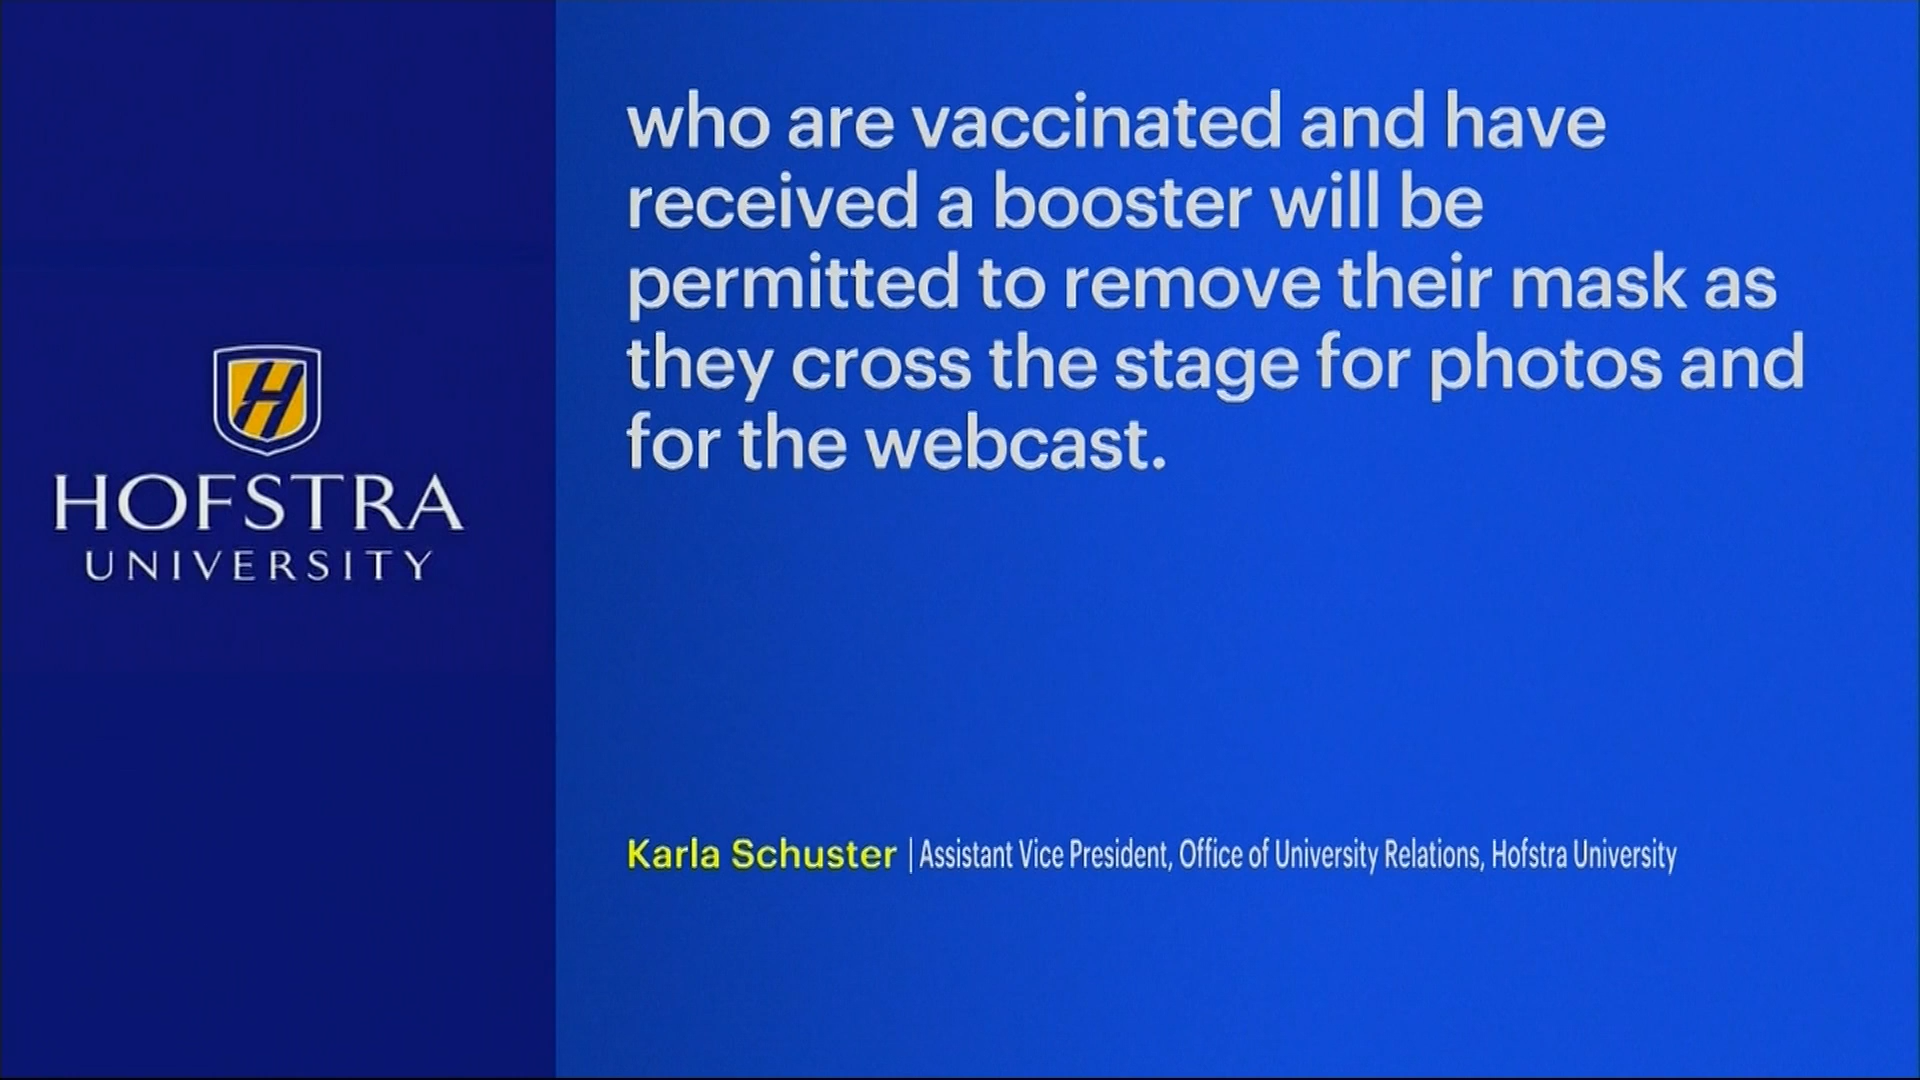 H
HOFSTRA
UNIVERSITY
who are vaccinated and have
received a booster will be
permitted to remove their mask as
they cross the stage for photos and
for the webcast.
Karla Schuster | Assistant Vice President, Office of University Relations, Hofstra University